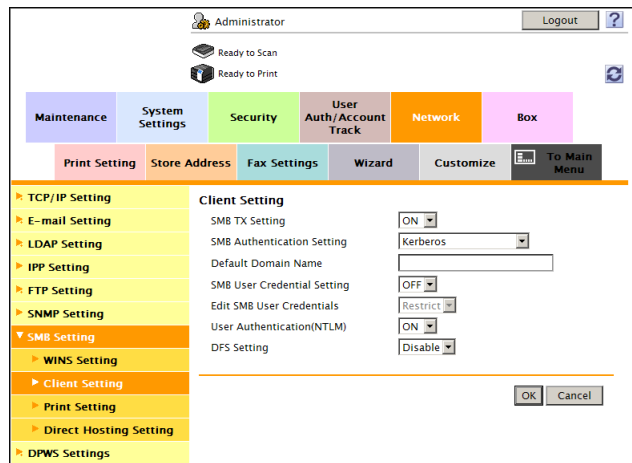 Administrator
Logout
?
Ready to Scan
Ready to Print
Maintenance
System
Settings
Security
User
Auth/Account
Track
Network
Box
Print Setting
Store Address
Fax Settings
Wizard
Customize
To Main
Menu
TCP/IP Setting
E-mail Setting
LDAP Setting
IPP Setting
FTP Setting
SNMP Setting
SMB Setting
WINS Setting
Client Setting
Print Setting
Direct Hosting Setting
DPWS Settings
Client Setting
SMB TX Setting ON
SMB Authentication Setting Kerberos
Default Domain Name
SMB User Credential Setting OFF
Edit SMB User Credentials Restrict
User Authentication(NTLM) ON
DFS Setting Disable
OK Cancel